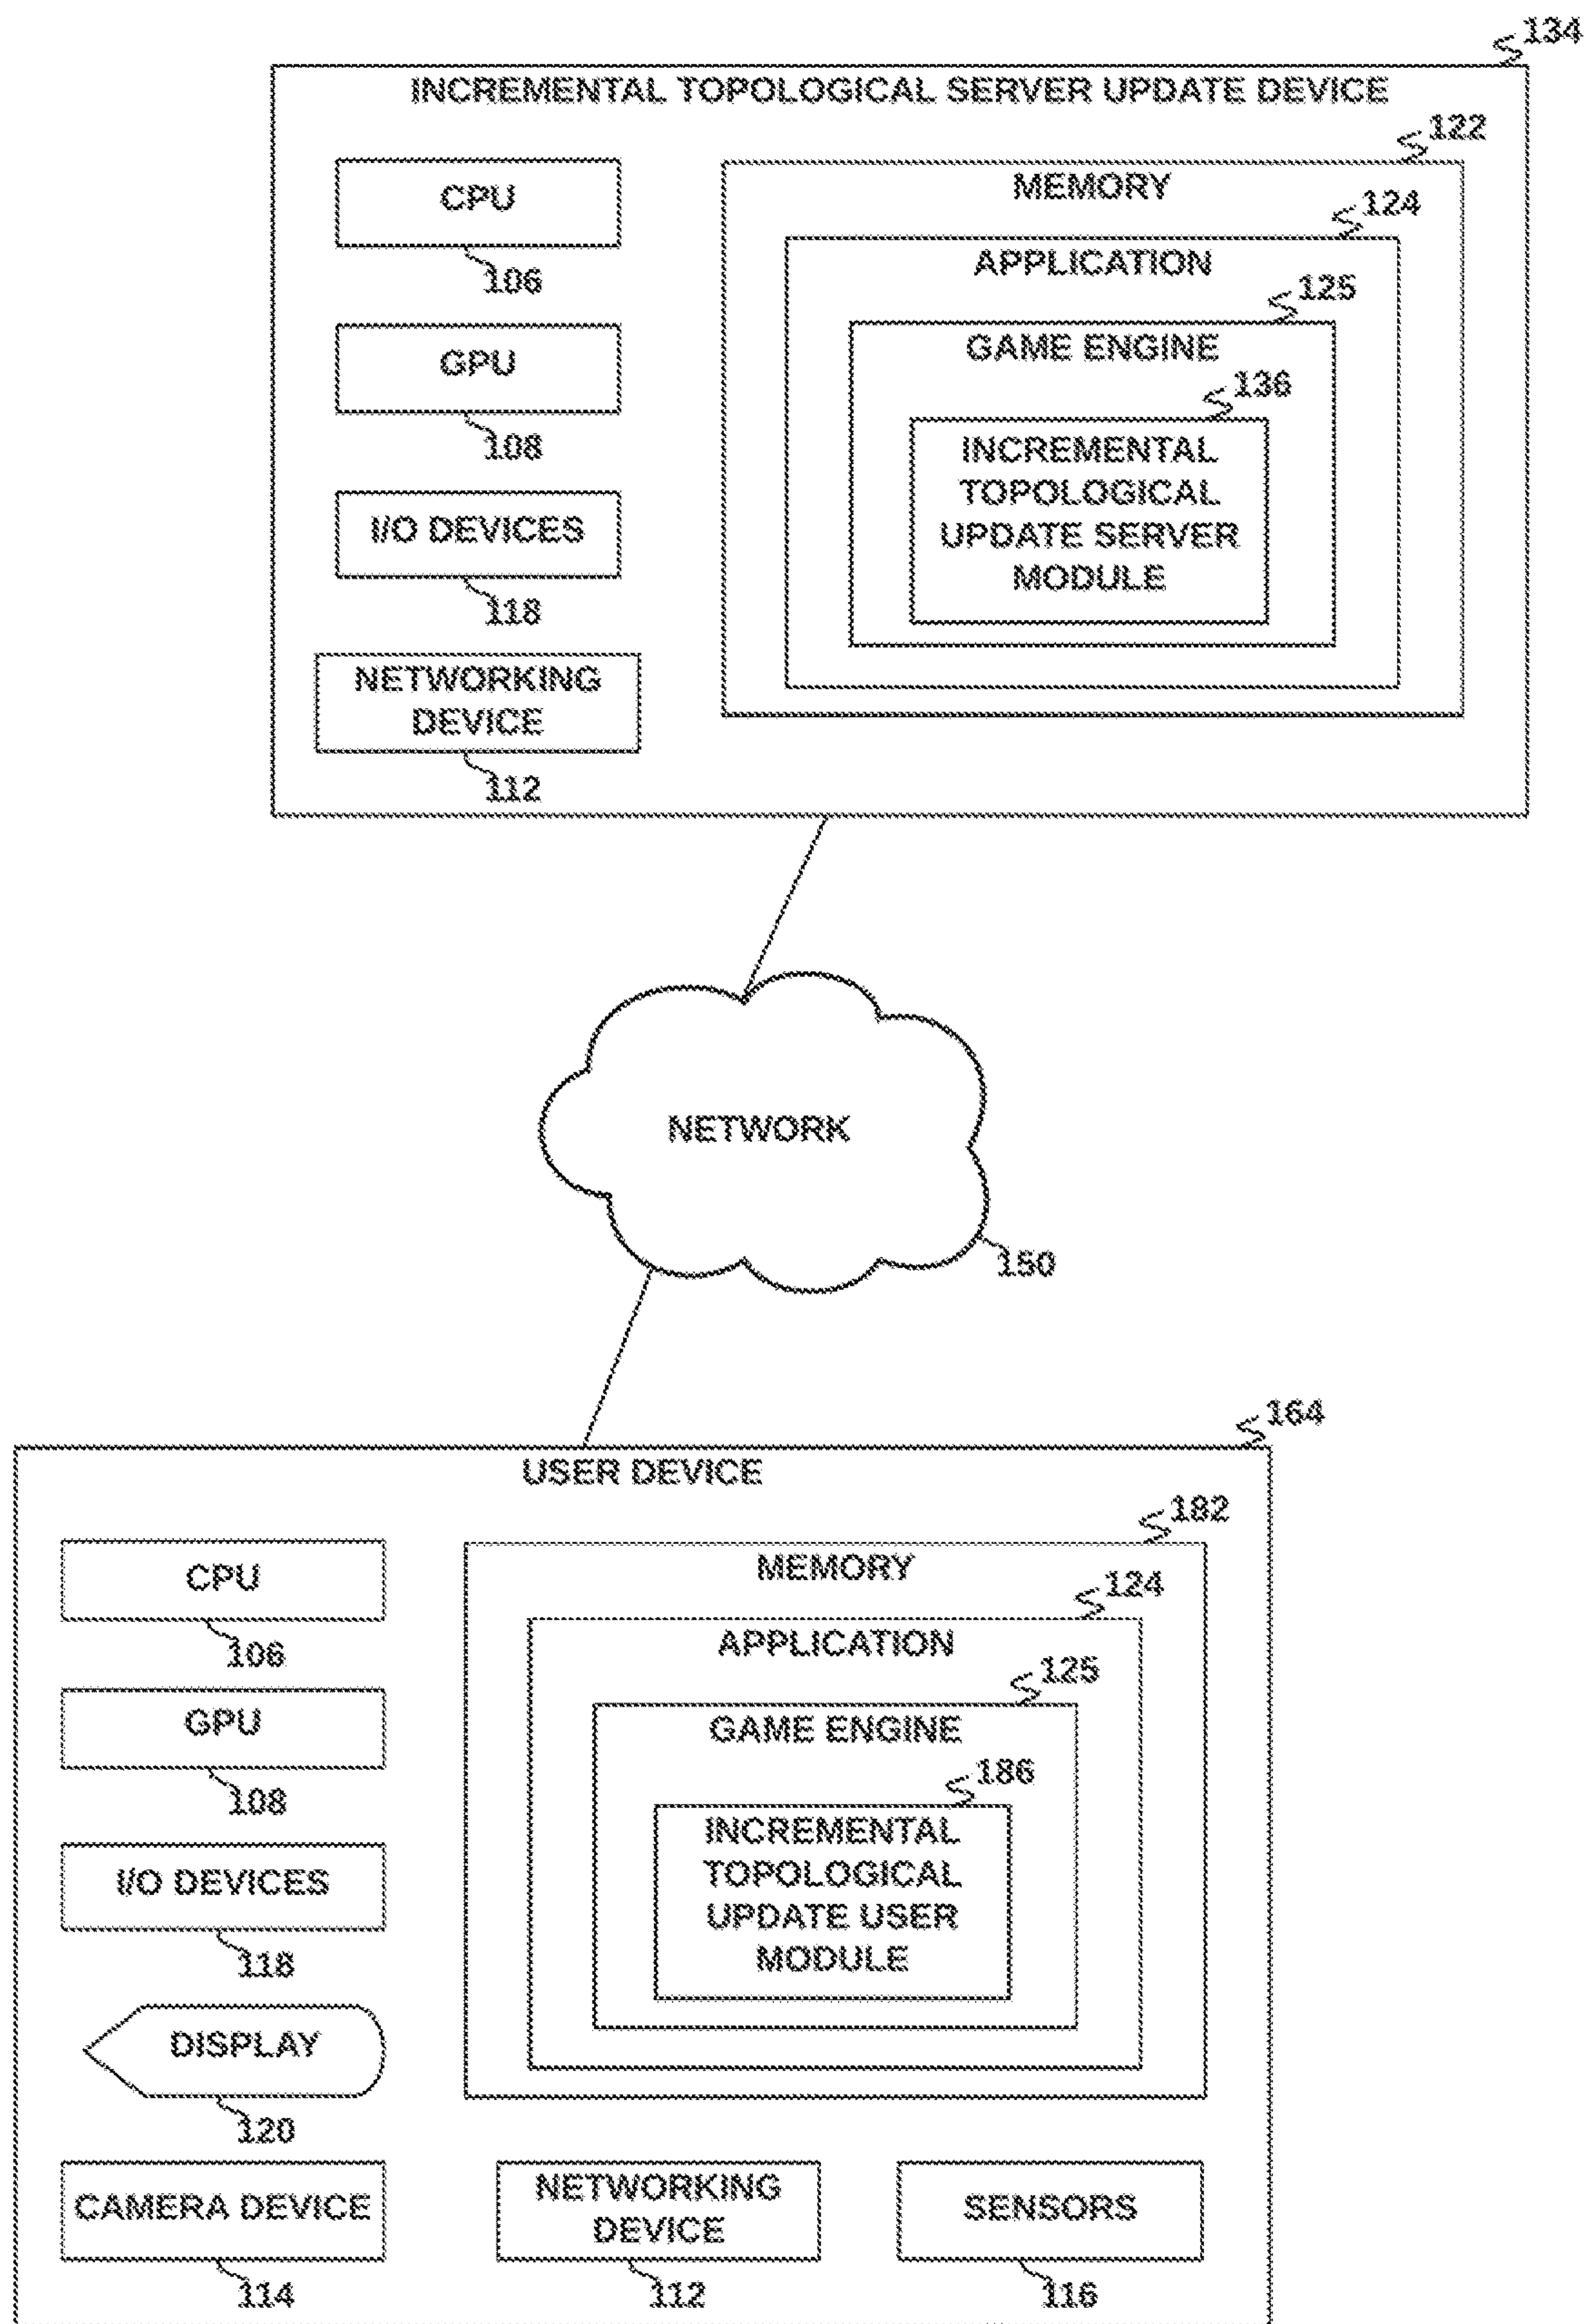 134
INCREMENTAL TOPOLOGICAL SERVER UPDATE DEVICE
122
CPU
MEMORY
106
124
APPLICATION
GPU
125
108
GAME ENGINE
136
I/O DEVICES
INCREMENTAL
TOPOLOGICAL
UPDATE SERVER
MODULE
118
NETWORKING
DEVICE
112
NETWORK
150
164
USER DEVICE
182
CPU
MEMORY
106
124
APPLICATION
GPU
125
108
GAME ENGINE
186
I/O DEVICES
INCREMENTAL
TOPOLOGICAL
UPDATE USER
MODULE
118
DISPLAY
120
CAMERA DEVICE
NETWORKING
DEVICE
SENSORS
114
112
116